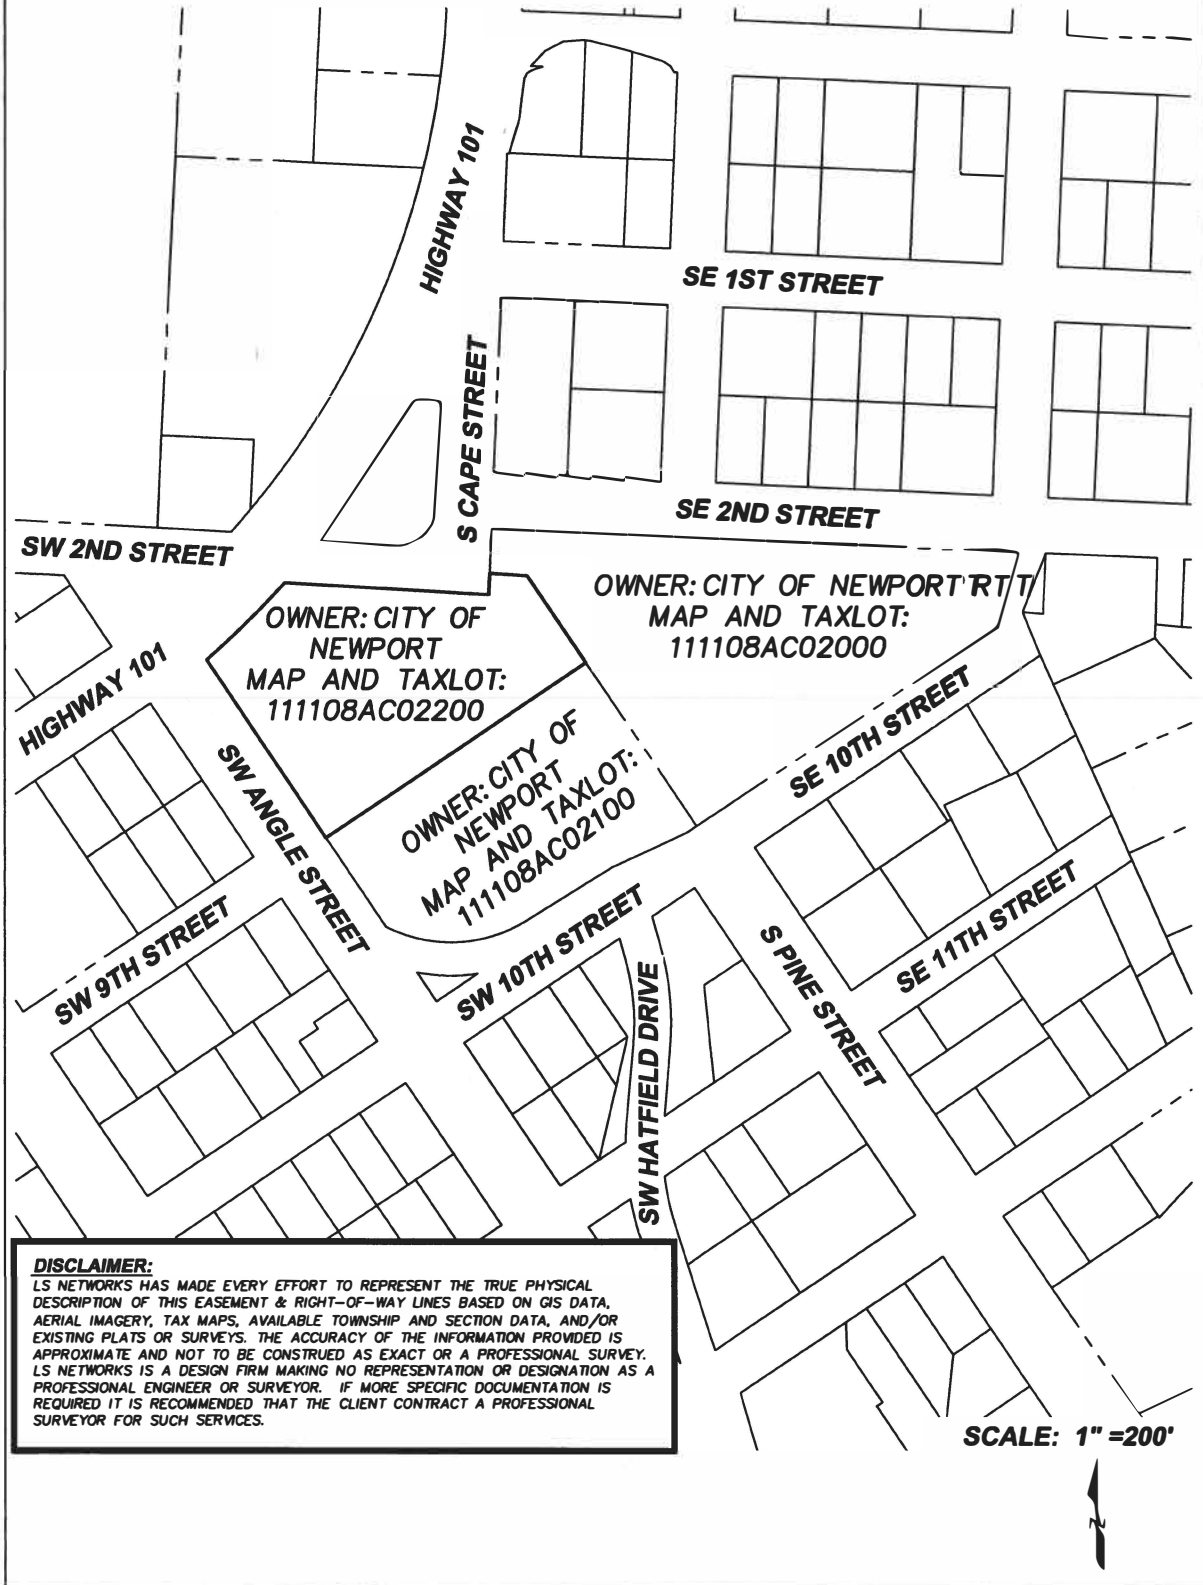 HIGHWAY 101
SE 1ST STREET
S CAPE STREET
SE 2ND STREET
SW 2ND STREET
OWNER: CITY OF NEWPORT'RT T
MAP AND TAXLOT:
111108AC02000
OWNER: CITY OF
NEWPORT
MAP AND TAXLOT:
111108AC02200
HIGHWAY 101
SW ANGLE STREET
OWNER: CITY OF
NEWPORT
MAP AND TAXLOT:
111108AC02100
SE 10TH STREET
SW 9TH STREET
SW 10TH STREET
SE 11TH STREET
S PINE STREET
SW HATFIELD DRIVE
DISCLAIMER:
LS NETWORKS HAS MADE EVERY EFFORT TO REPRESENT THE TRUE PHYSICAL
DESCRIPTION OF THIS EASEMENT & RIGHT-OF-WAY LINES BASED ON GIS DATA,
AERIAL IMAGERY, TAX MAPS, AVAILABLE TOWNSHIP AND SECTION DATA, AND/OR
EXISTING PLATS OR SURVEYS. THE ACCURACY OF THE INFORMATION PROVIDED IS
APPROXIMATE AND NOT TO BE CONSTRUED AS EXACT OR A PROFESSIONAL SURVEY.
LS NETWORKS IS A DESIGN FIRM MAKING NO REPRESENTATION OR DESIGNATION AS A
PROFESSIONAL ENGINEER OR SURVEYOR. IF MORE SPECIFIC DOCUMENTATION IS
REQUIRED IT IS RECOMMENDED THAT THE CLIENT CONTRACT A PROFESSIONAL
SURVEYOR FOR SUCH SERVICES.
SCALE: 1" =200'
N